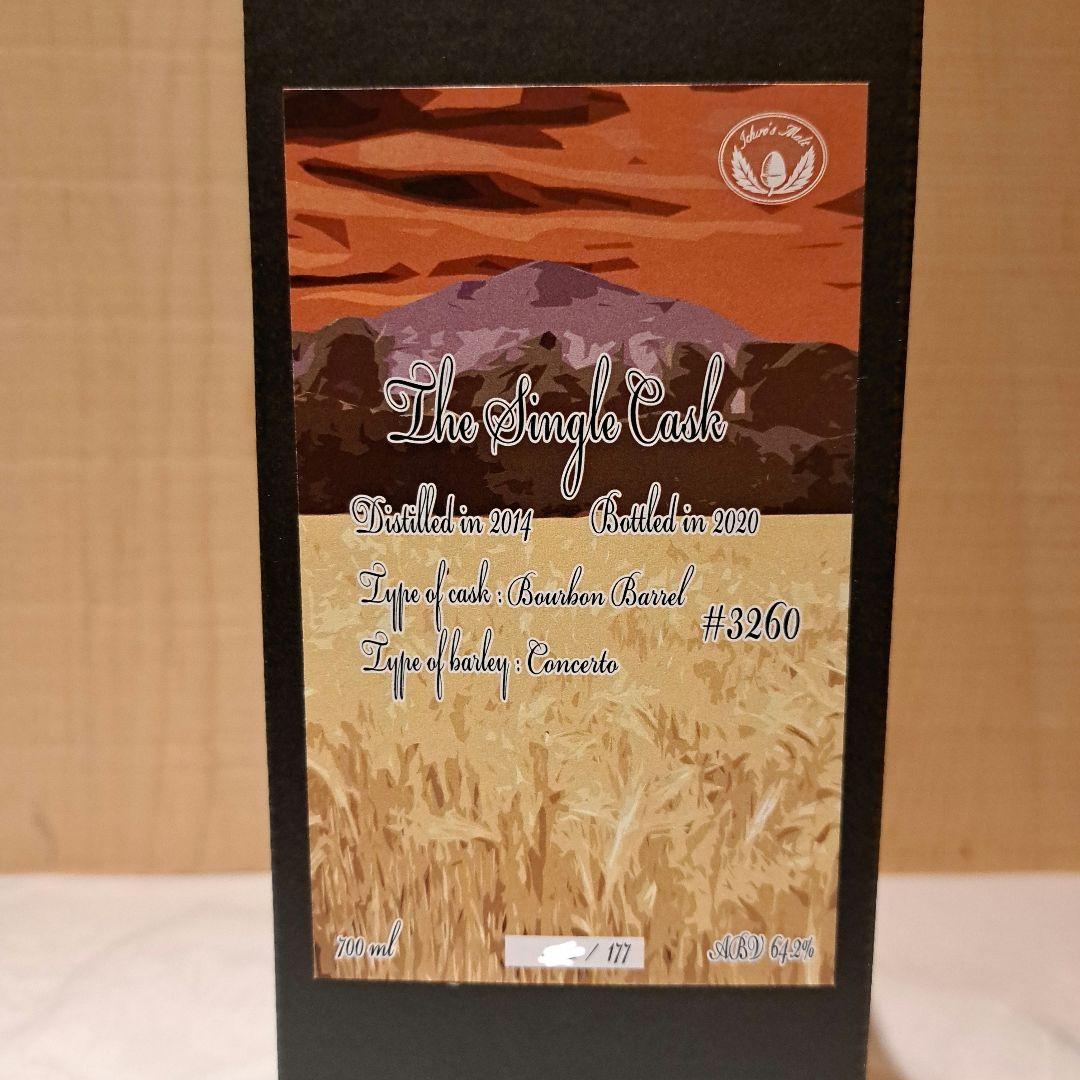 Ichiro's Malt
The Single Cask
Distilled in 2014 Bottled in 2020
Type of cask : Bourbon Barrel
#3260
Type of barley : Concerto
700 ml / 177 ABV 64.2%